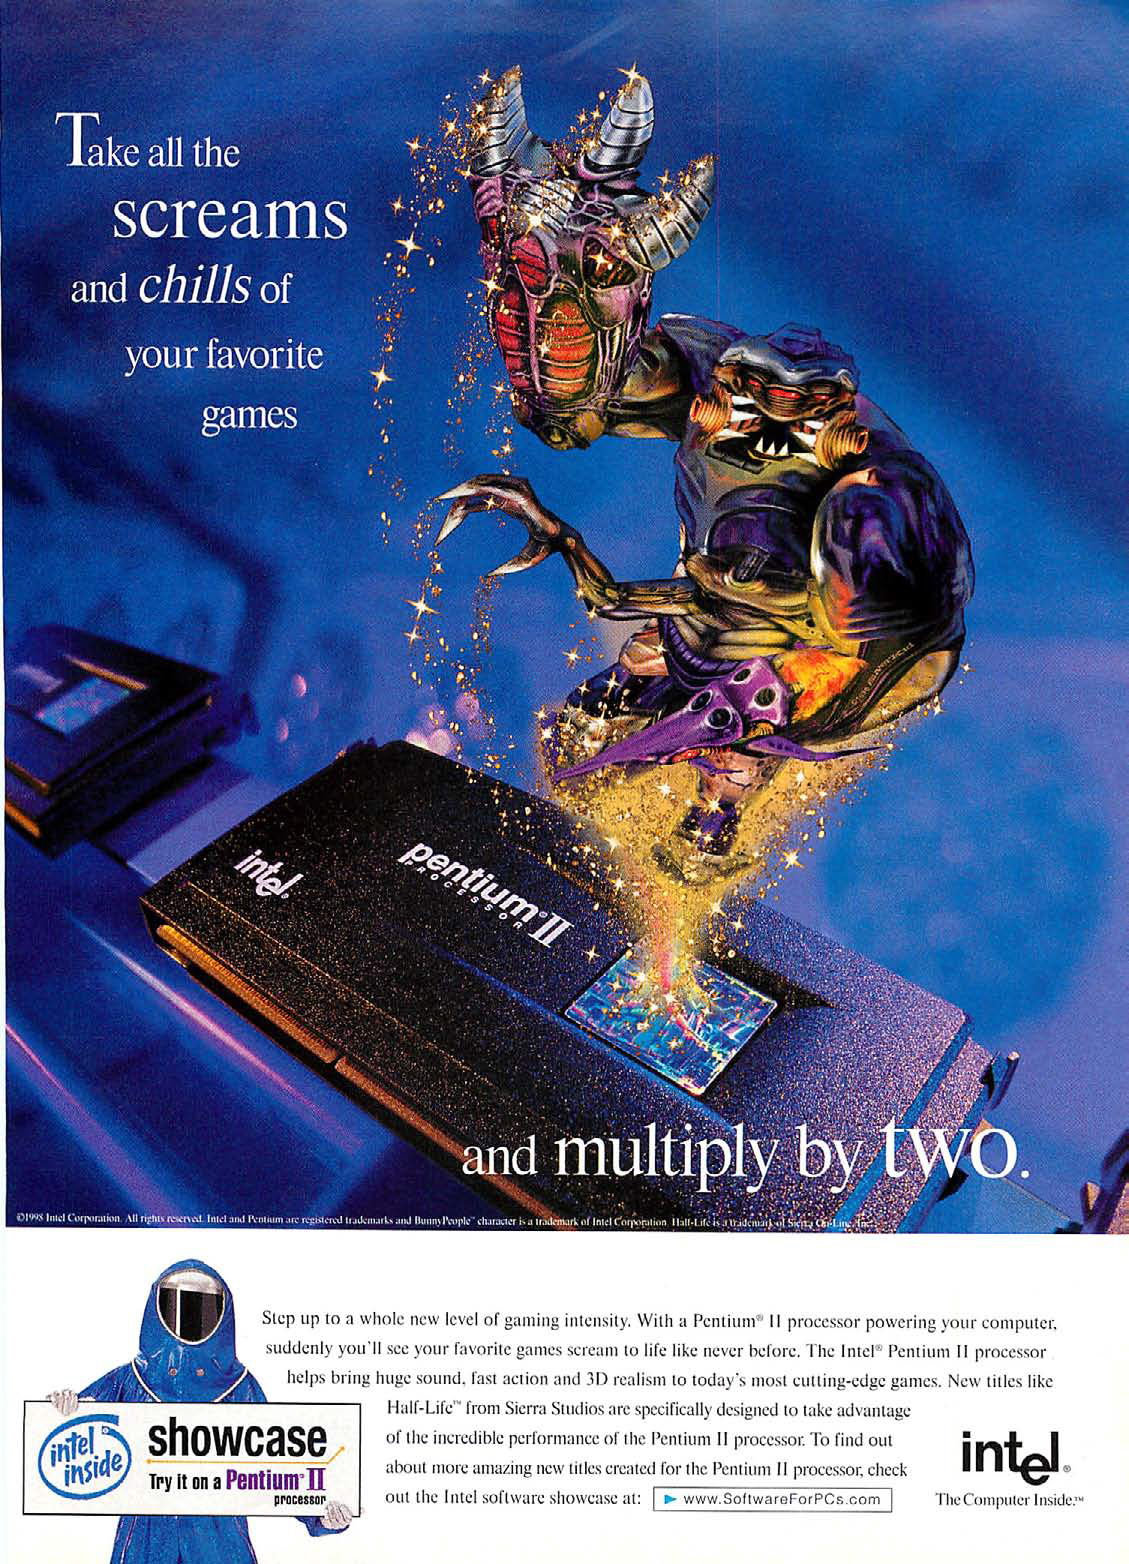 Take all the
screams
and chills of
your favorite
games
intel®
pentium®II
PROCESSOR
and multiply by two.
©1998 Intel Corporation. All rights reserved. Intel and Pentium are registered trademarks and BunnyPeople™ character is a trademark of Intel Corporation. Half-Life is a trademark of Sierra On-Line, Inc.
Step up to a whole new level of gaming intensity. With a Pentium® II processor powering your computer,
suddenly you'll see your favorite games scream to life like never before. The Intel® Pentium II processor
helps bring huge sound, fast action and 3D realism to today's most cutting-edge games. New titles like
Half-Life™ from Sierra Studios are specifically designed to take advantage
of the incredible performance of the Pentium II processor. To find out
about more amazing new titles created for the Pentium II processor, check
out the Intel software showcase at: ▶ www.SoftwareForPCs.com
intel inside®
showcase
Try it on a Pentium®II
processor
intel®
The Computer Inside.™